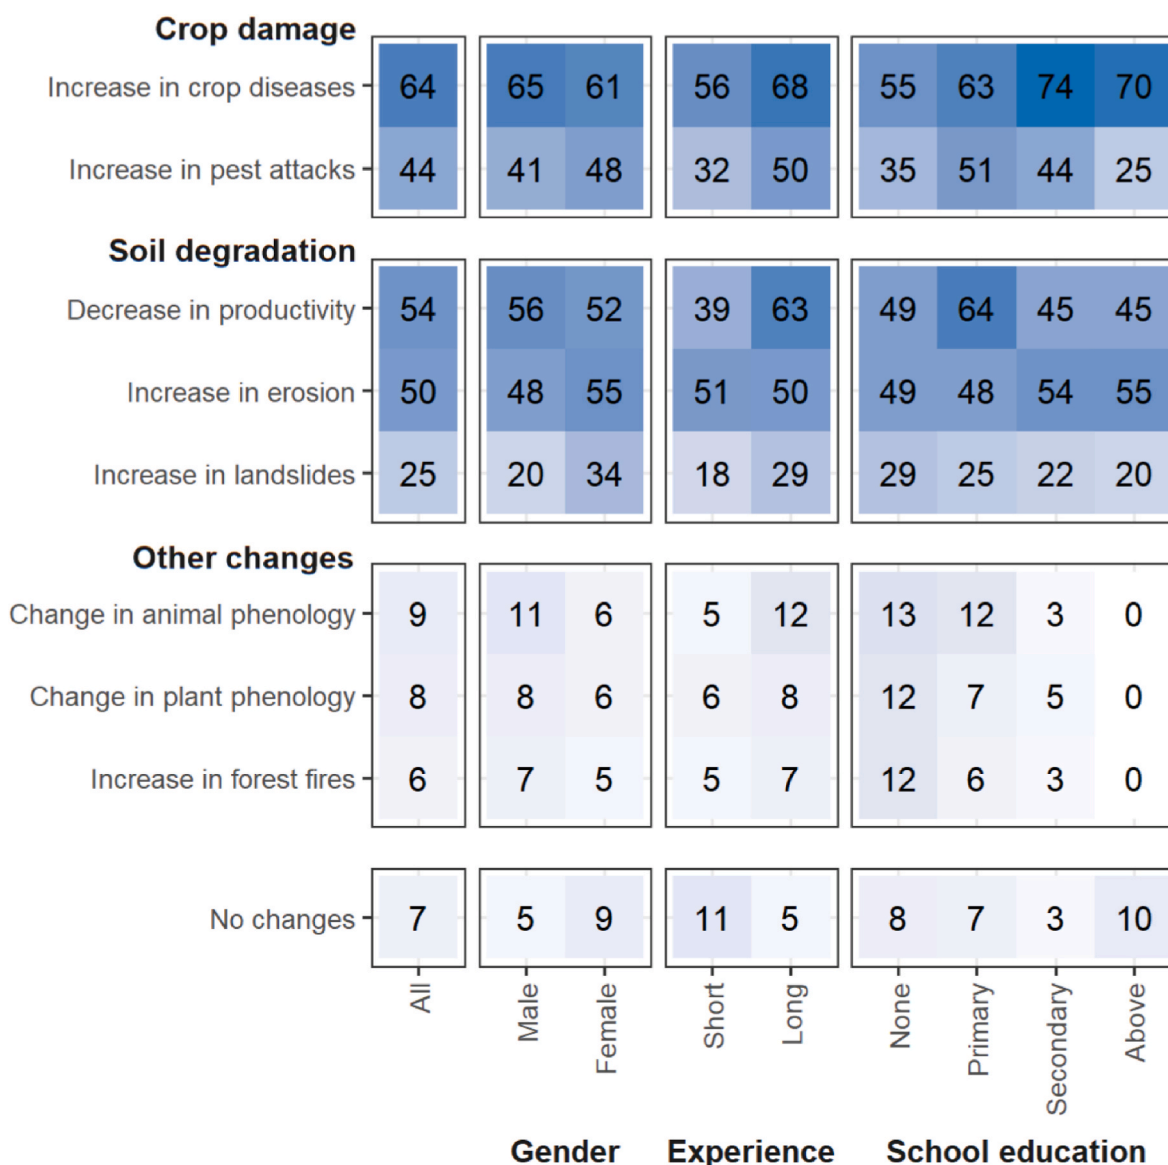 Crop damage
Increase in crop diseases 64 65 61 56 68 55 63 74 70
Increase in pest attacks 44 41 48 32 50 35 51 44 25
Soil degradation
Decrease in productivity 54 56 52 39 63 49 64 45 45
Increase in erosion 50 48 55 51 50 49 48 54 55
Increase in landslides 25 20 34 18 29 29 25 22 20
Other changes
Change in animal phenology 9 11 6 5 12 13 12 3 0
Change in plant phenology 8 8 6 6 8 12 7 5 0
Increase in forest fires 6 7 5 5 7 12 6 3 0
No changes 7 5 9 11 5 8 7 3 10
All Male Female Short Long None Primary Secondary Above
Gender Experience School education